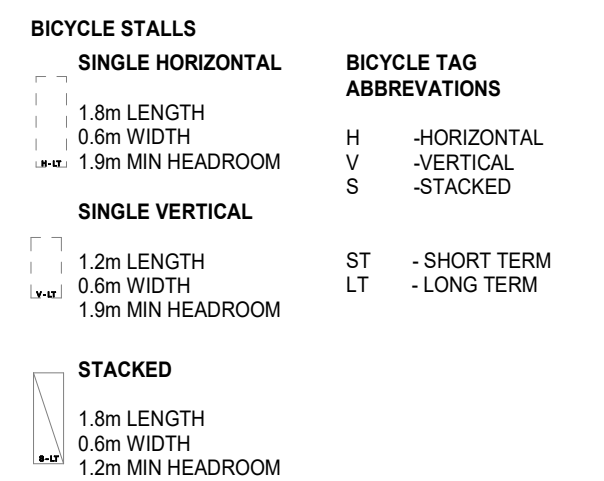 BICYCLE STALLS
SINGLE HORIZONTAL
1.8m LENGTH
0.6m WIDTH
H-LT
1.9m MIN HEADROOM
SINGLE VERTICAL
1.2m LENGTH
0.6m WIDTH
V-LT
1.9m MIN HEADROOM
STACKED
1.8m LENGTH
0.6m WIDTH
S-LT
1.2m MIN HEADROOM
BICYCLE TAG
ABBREVATIONS
H -HORIZONTAL
V -VERTICAL
S -STACKED
ST - SHORT TERM
LT - LONG TERM